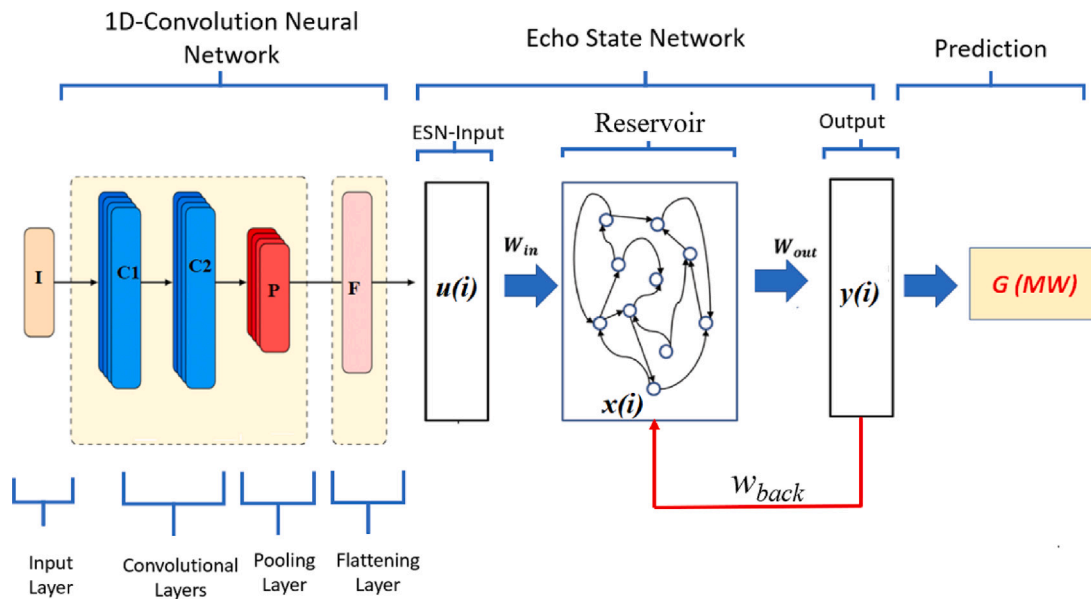 1D-Convolution Neural
Network
Echo State Network
Prediction
ESN-Input
Reservoir
Output
I
C1
C2
P
F
u(i)
W_in
x(i)
W_out
y(i)
G (MW)
W_back
Input
Layer
Convolutional
Layers
Pooling
Layer
Flattening
Layer